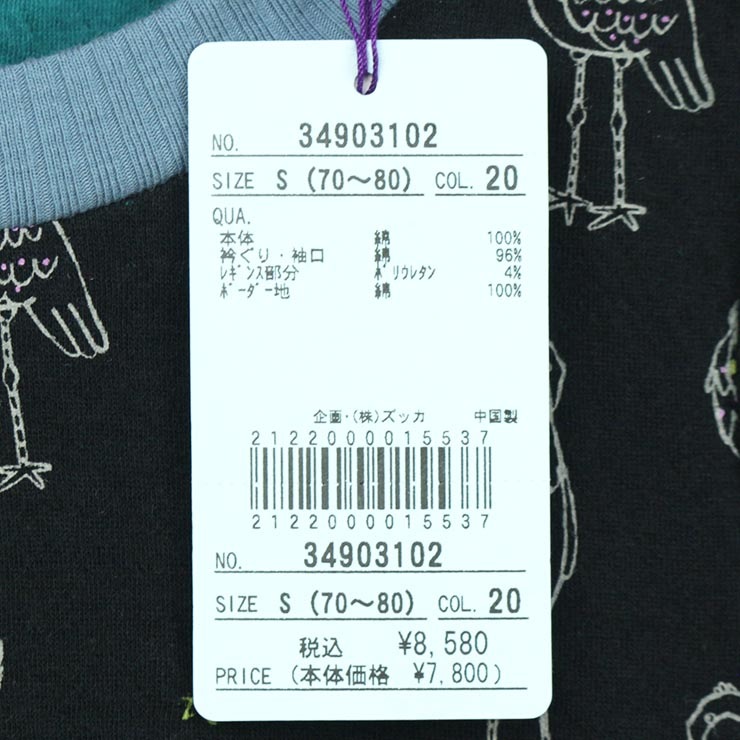 NO. 34903102
SIZE S (70～80) COL. 20
QUA.
本体 綿 100%
衿ぐり・袖口 綿 96%
ﾚｷﾞﾝｽ部分 ﾎﾟﾘｳﾚﾀﾝ 4%
ﾎﾞｰﾀﾞｰ地 綿 100%
企画・(株)ズッカ 中国製
2122000015537
2122000015537
NO. 34903102
SIZE S (70～80) COL. 20
税込 ¥8,580
PRICE (本体価格 ¥7,800)